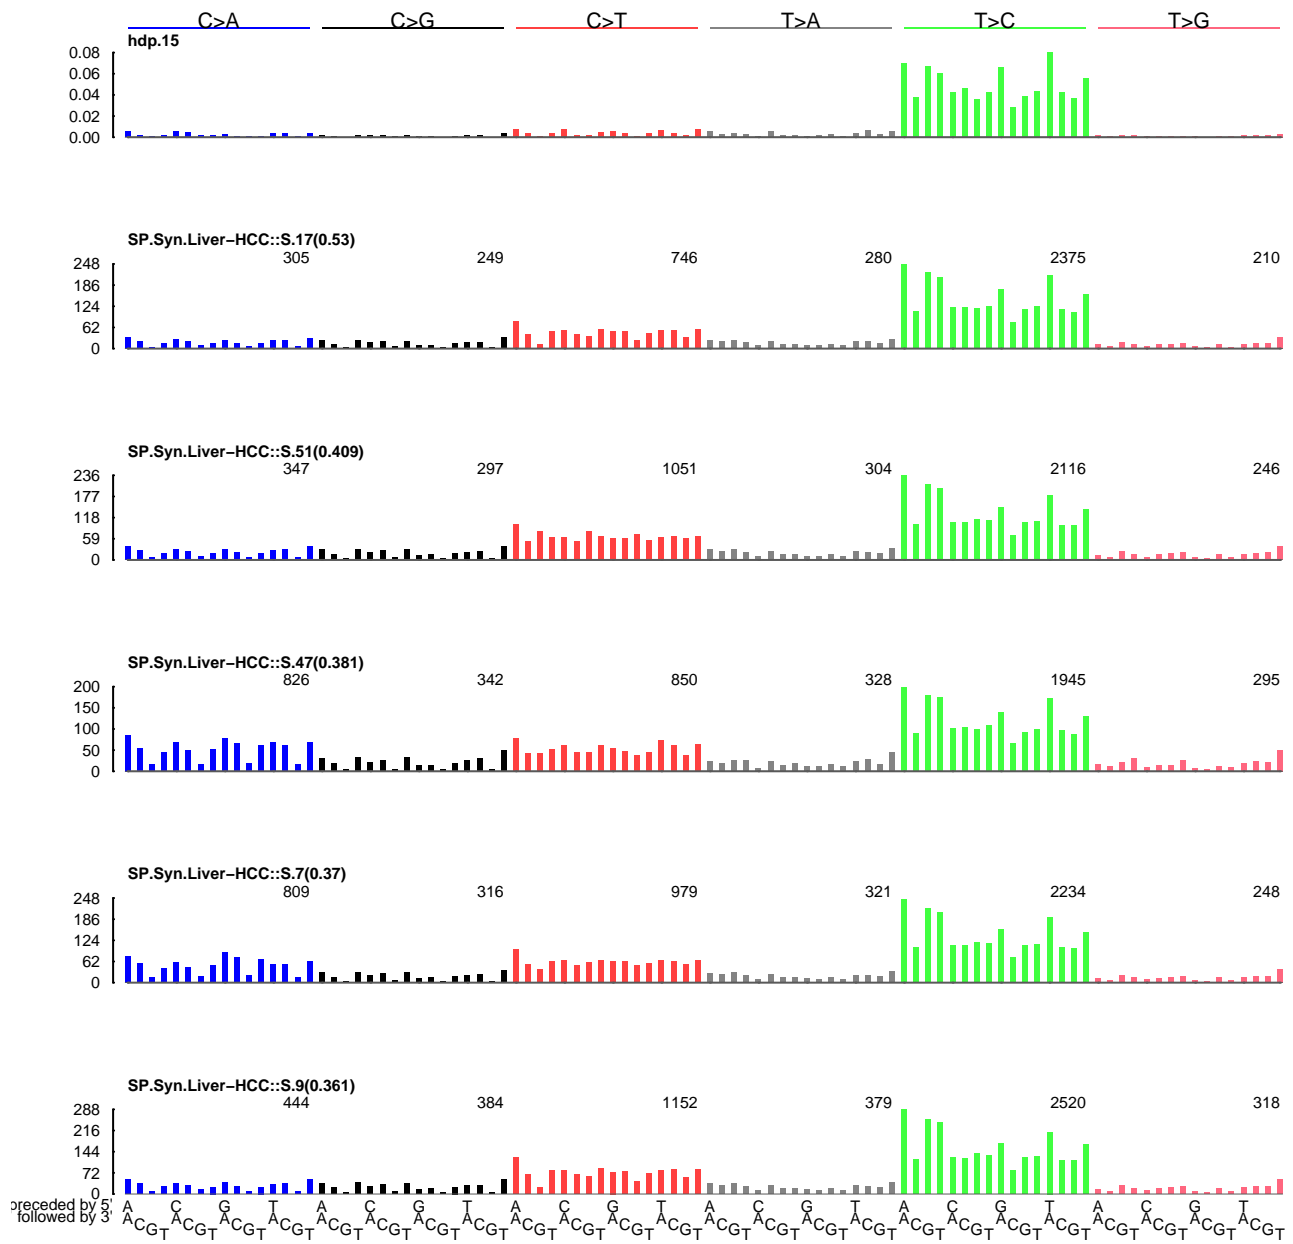 C>A C>G C>T T>A T>C T>G
hdp.15
0.08
0.06
0.04
0.02
0.00
SP.Syn.Liver−HCC::S.17(0.53)
305 249 746 280 2375 210
248
186
124
62
0
SP.Syn.Liver−HCC::S.51(0.409)
347 297 1051 304 2116 246
236
177
118
59
0
SP.Syn.Liver−HCC::S.47(0.381)
826 342 850 328 1945 295
200
150
100
50
0
SP.Syn.Liver−HCC::S.7(0.37)
809 316 979 321 2234 248
248
186
124
62
0
SP.Syn.Liver−HCC::S.9(0.361)
444 384 1152 379 2520 318
288
216
144
72
0
preceded by 5' A C G T A C G T A C G T A C G T A C G T A C G T
followed by 3' A C G T A C G T A C G T A C G T A C G T A C G T A C G T A C G T A C G T A C G T A C G T A C G T A C G T A C G T A C G T A C G T A C G T A C G T A C G T A C G T A C G T A C G T A C G T A C G T